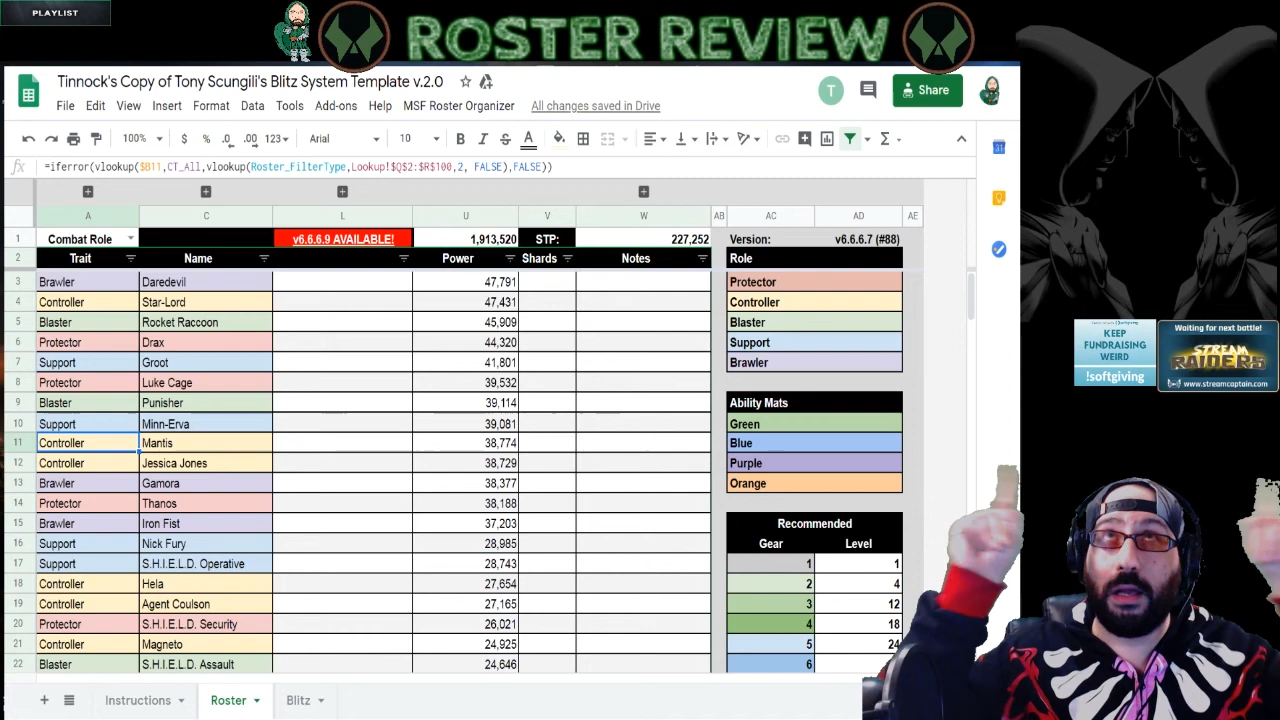 PLAYLIST
ROSTER REVIEW
Tinnock's Copy of Tony Scungili's Blitz System Template v.2.0
T
Share
File Edit View Insert Format Data Tools Add-ons Help MSF Roster Organizer All changes saved in Drive
100% $ % .0 .00 123 Arial 10 B I S A Σ
fx =iferror(vlookup($B11,CT_All,vlookup(Roster_FilterType,Lookup!$Q$2:$R$100,2, FALSE),FALSE))
A C L U V W AB AC AD AE
1 Combat Role v6.6.6.9 AVAILABLE! 1,913,520 STP: 227,252 Version: v6.6.6.7 (#88)
2 Trait Name Power Shards Notes Role
3 Brawler Daredevil 47,791 Protector
4 Controller Star-Lord 47,431 Controller
5 Blaster Rocket Raccoon 45,909 Blaster
6 Protector Drax 44,320 Support
7 Support Groot 41,801 Brawler
8 Protector Luke Cage 39,532
9 Blaster Punisher 39,114 Ability Mats
10 Support Minn-Erva 39,081 Green
11 Controller Mantis 38,774 Blue
12 Controller Jessica Jones 38,729 Purple
13 Brawler Gamora 38,377 Orange
14 Protector Thanos 38,188
15 Brawler Iron Fist 37,203 Recommended
16 Support Nick Fury 28,985 Gear Level
17 Support S.H.I.E.L.D. Operative 28,743 1 1
18 Controller Hela 27,654 2 4
19 Controller Agent Coulson 27,165 3 12
20 Protector S.H.I.E.L.D. Security 26,021 4 18
21 Controller Magneto 24,925 5 24
22 Blaster S.H.I.E.L.D. Assault 24,646 6
Instructions Roster Blitz
31
KEEP
FUNDRAISING
WEIRD
!softgiving
Waiting for next battle!
STREAM
RAIDERS
www.streamcaptain.com